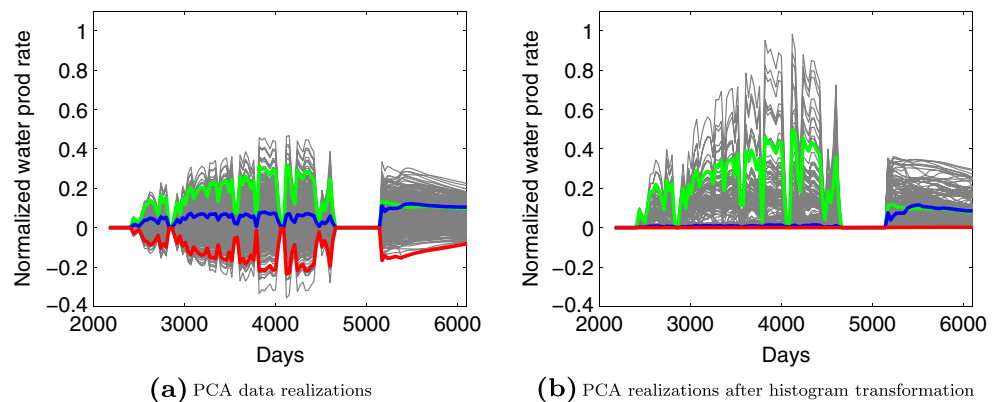 Normalized water prod rate
1
0.8
0.6
0.4
0.2
0
−0.2
−0.4
2000 3000 4000 5000 6000
Days
(a) PCA data realizations
Normalized water prod rate
1
0.8
0.6
0.4
0.2
0
−0.2
−0.4
2000 3000 4000 5000 6000
Days
(b) PCA realizations after histogram transformation